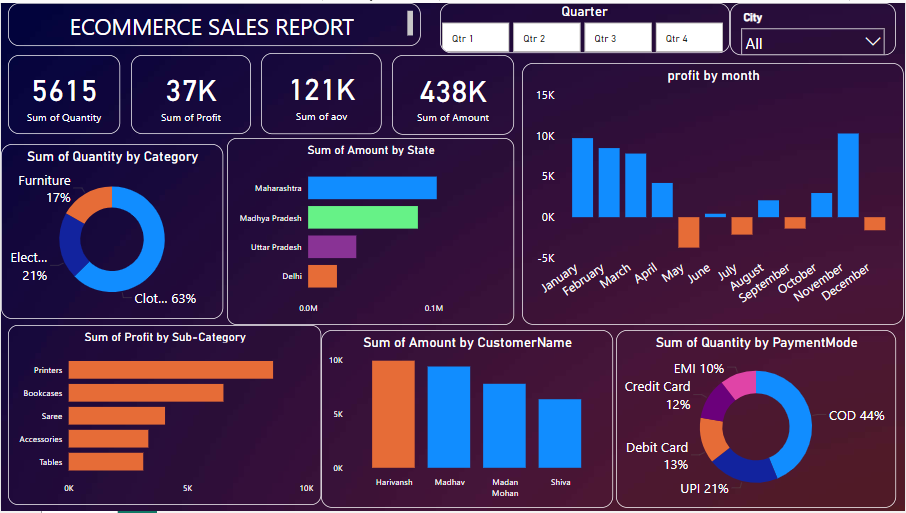 ECOMMERCE SALES REPORT
Quarter
Qtr 1
Qtr 2
Qtr 3
Qtr 4
City
All
5615
Sum of Quantity
37K
Sum of Profit
121K
Sum of aov
438K
Sum of Amount
profit by month
15K
10K
5K
0K
-5K
January
February
March
April
May
June
July
August
September
October
November
December
Sum of Quantity by Category
Furniture
17%
Elect...
21%
Clot... 63%
Sum of Amount by State
Maharashtra
Madhya Pradesh
Uttar Pradesh
Delhi
0.0M
0.1M
Sum of Profit by Sub-Category
Printers
Bookcases
Saree
Accessories
Tables
0K
5K
10K
Sum of Amount by CustomerName
10K
5K
0K
Harivansh
Madhav
Madan
Mohan
Shiva
Sum of Quantity by PaymentMode
EMI 10%
Credit Card
12%
Debit Card
13%
UPI 21%
COD 44%